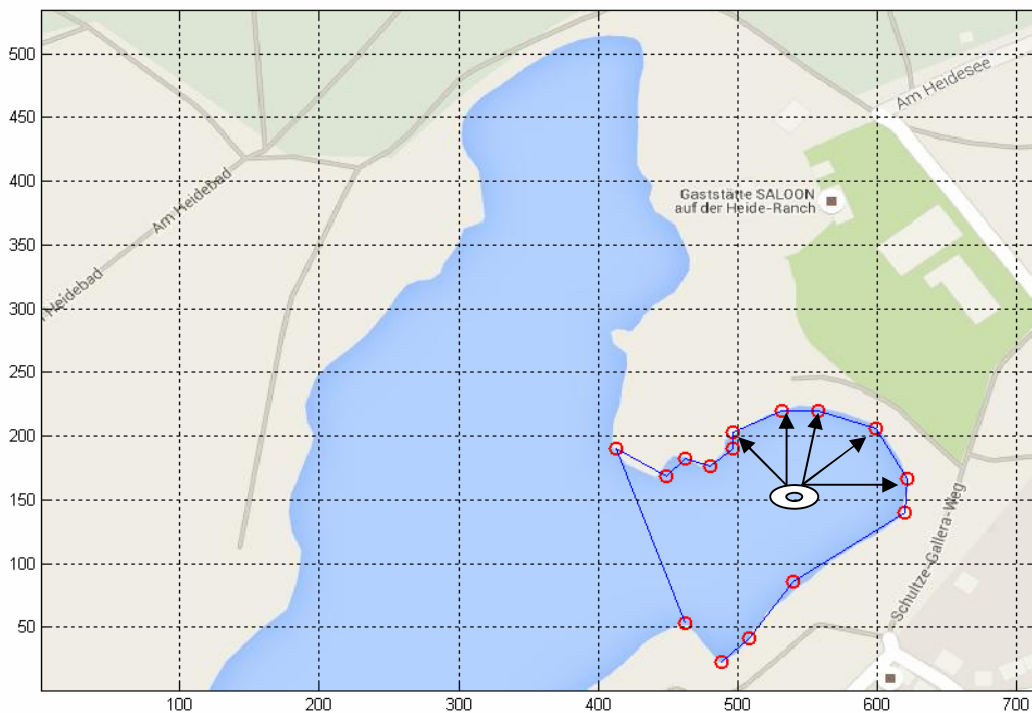 500
450
400
350
300
250
200
150
100
50
100
200
300
400
500
600
700
Am Heidesee
Gaststätte SALOON
auf der Heide-Ranch
Am Heidebad
Heidebad
Schultze-Gallera-Weg